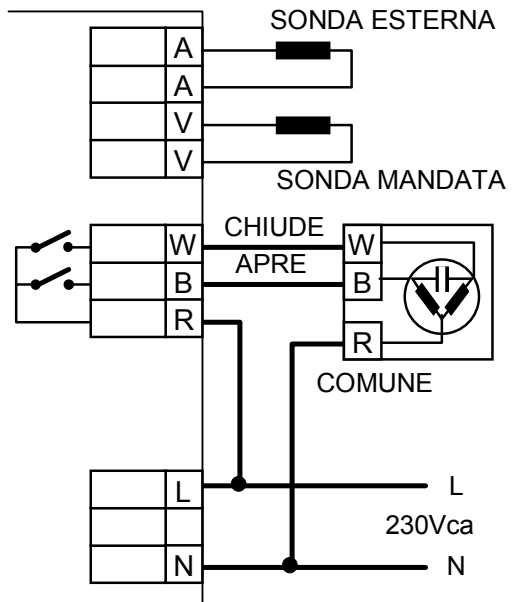 SONDA ESTERNA
A
A
V
V
SONDA MANDATA
W CHIUDE W
B APRE B
R
R
COMUNE
L L
230Vca
N N